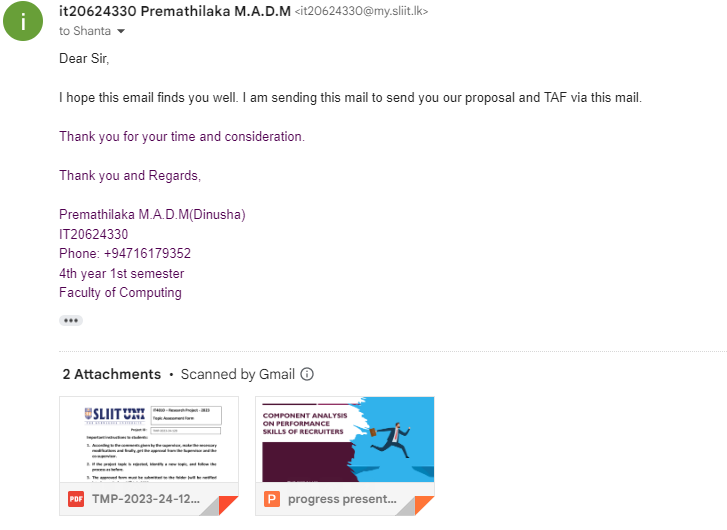 i
it20624330 Premathilaka M.A.D.M <it20624330@my.sliit.lk>
to Shanta
Dear Sir,
I hope this email finds you well. I am sending this mail to send you our proposal and TAF via this mail.
Thank you for your time and consideration.
Thank you and Regards,
Premathilaka M.A.D.M(Dinusha)
IT20624330
Phone: +94716179352
4th year 1st semester
Faculty of Computing
2 Attachments • Scanned by Gmail
SLIIT UNI
IT4010 – Research Project - 2023
Topic Assessment Form
Project ID:
Important instructions to students:
1. According to the comments given by the supervisor, make the necessary
modifications and finally, get the approval from the Supervisor and the
co-supervisor.
2. If the project topic is rejected, identify a new topic, and follow the
process as before.
3. The approval form must be submitted to the folder (will be notified
COMPONENT ANALYSIS
ON PERFORMANCE
SKILLS OF RECRUITERS
PDF TMP-2023-24-12...
P progress present...